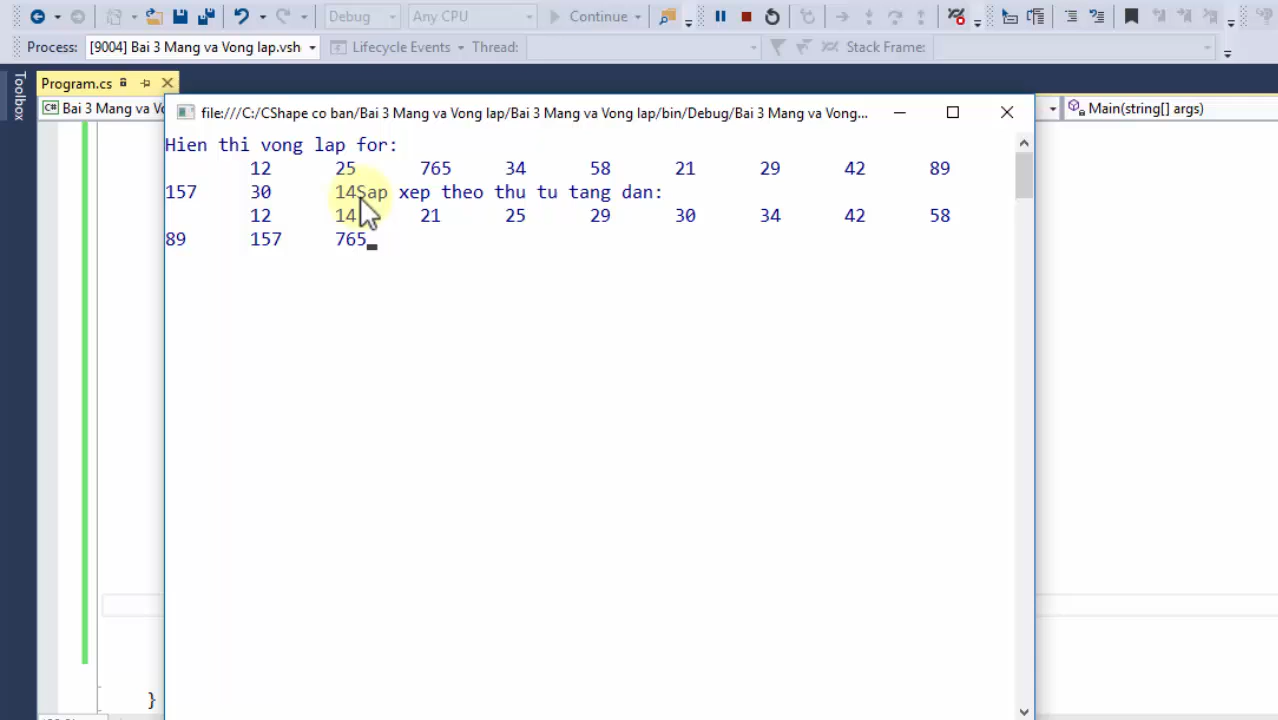 Debug Any CPU Continue
Process: [9004] Bai 3 Mang va Vong lap.vsh Lifecycle Events Thread: Stack Frame:
Toolbox
Program.cs
C# Bai 3 Mang va Vo Main(string[] args)
file:///C:/CShape co ban/Bai 3 Mang va Vong lap/Bai 3 Mang va Vong lap/bin/Debug/Bai 3 Mang va Vong...
Hien thi vong lap for:
12 25 765 34 58 21 29 42 89
157 30 14Sap xep theo thu tu tang dan:
12 14 21 25 29 30 34 42 58
89 157 765
}